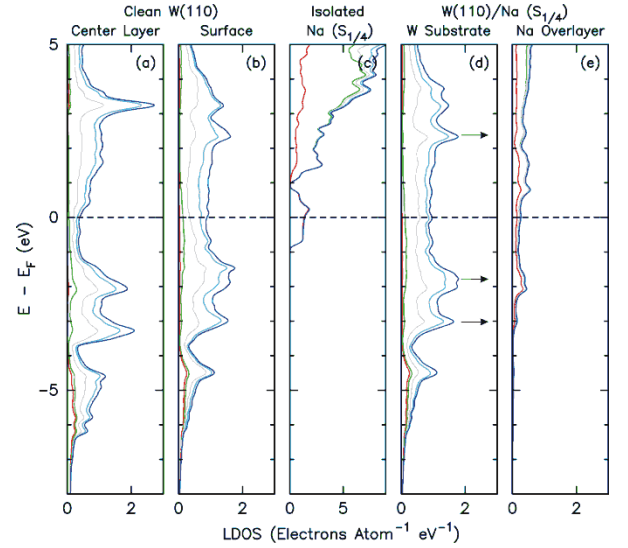 Clean W(110) Isolated W(110)/Na (S1/4)
Center Layer Surface Na (S1/4) W Substrate Na Overlayer
5
(a) (b) (c) (d) (e)
0
-5
E - EF (eV)
0 2 0 2 0 5 0 2 0 2
LDOS (Electrons Atom-1 eV-1)